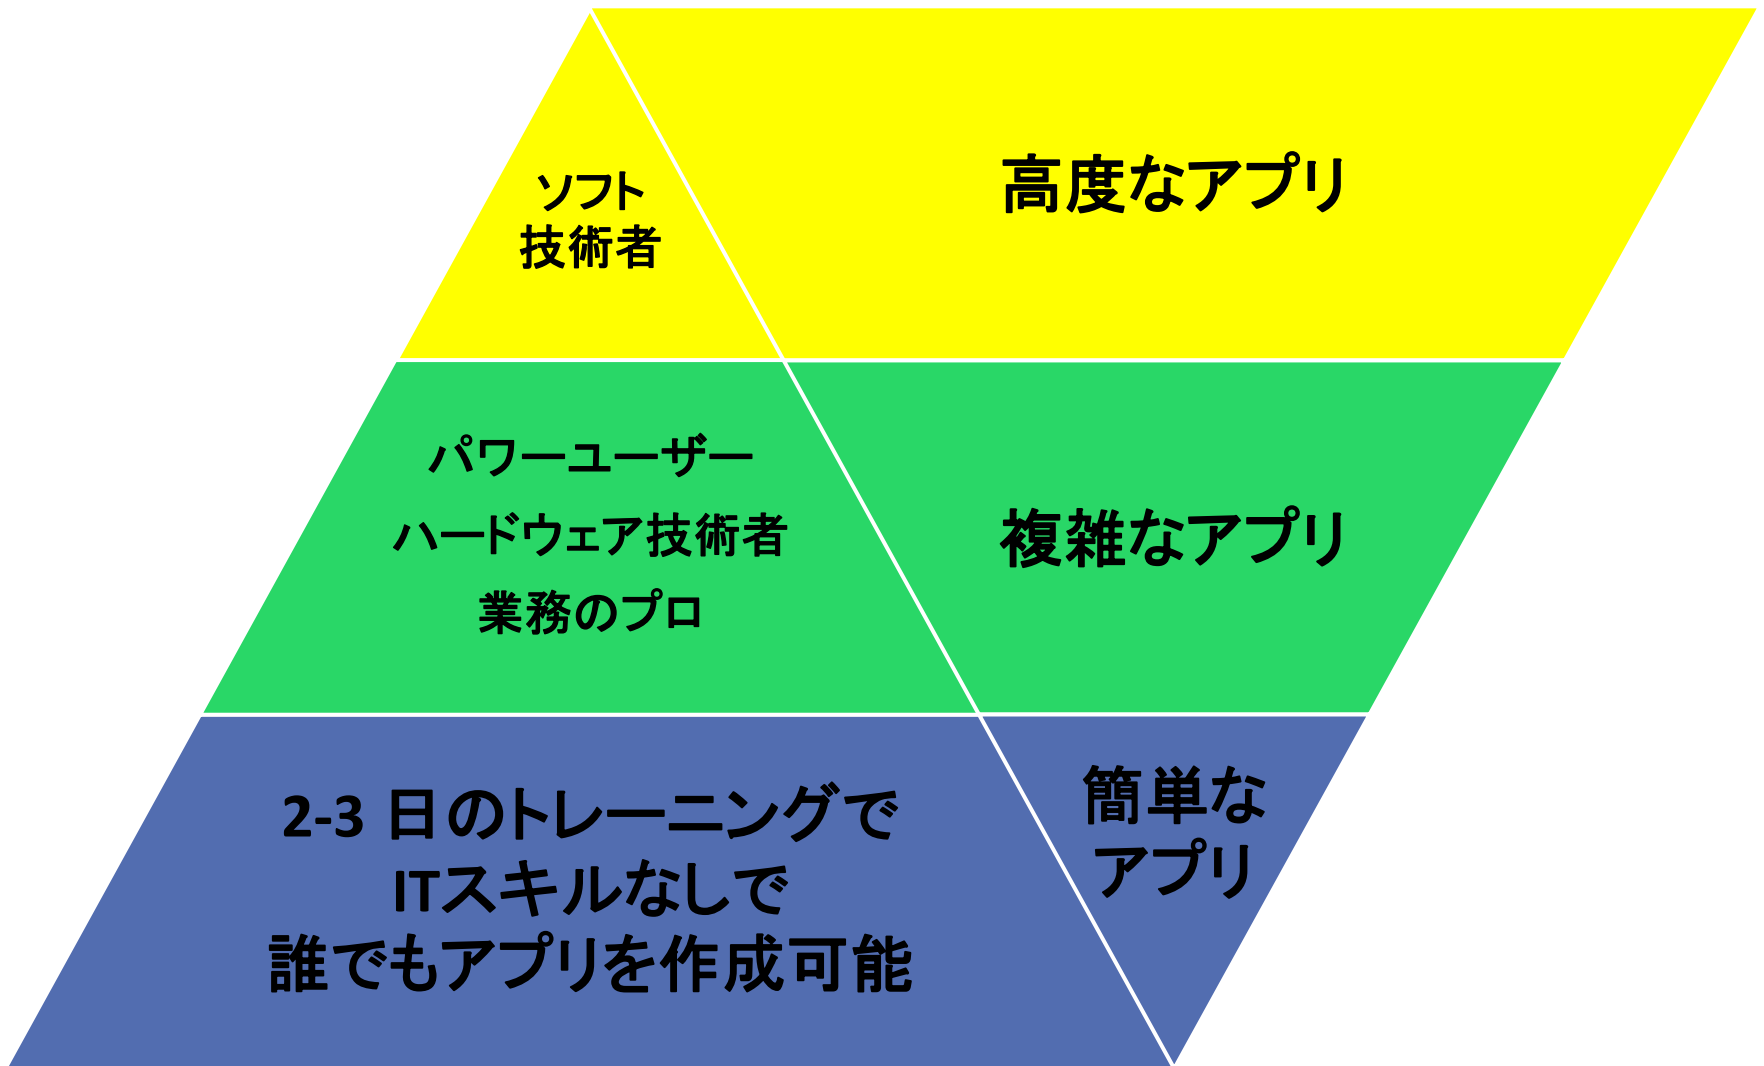 ソフト
技術者
高度なアプリ
パワーユーザー
ハードウェア技術者
業務のプロ
複雑なアプリ
2-3 日のトレーニングで
ITスキルなしで
誰でもアプリを作成可能
簡単な
アプリ